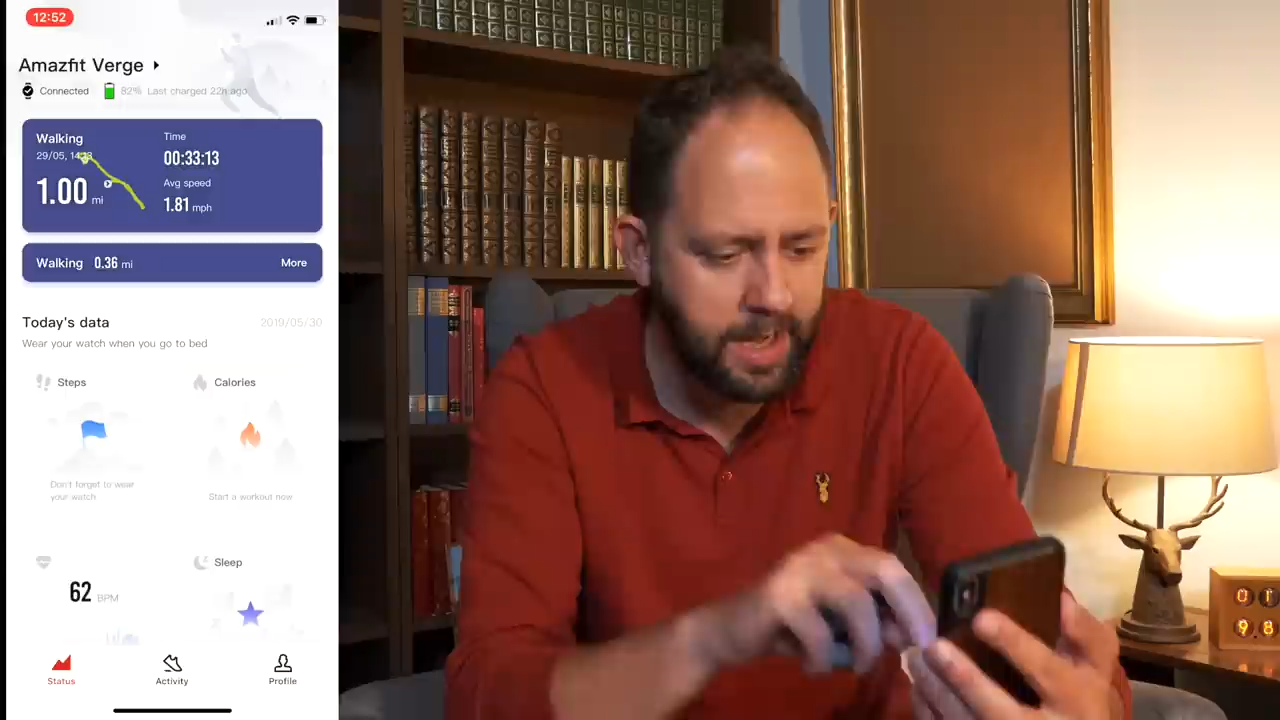 12:52
Amazfit Verge
Connected 82% Last charged 22h ago
Walking
29/05,
1.00 mi
Time
00:33:13
Avg speed
1.81 mph
Walking 0.36 mi More
Today's data 2019/05/30
Wear your watch when you go to bed
Steps
Don't forget to wear
your watch
Calories
Start a workout now
62 BPM
Sleep
Status Activity Profile